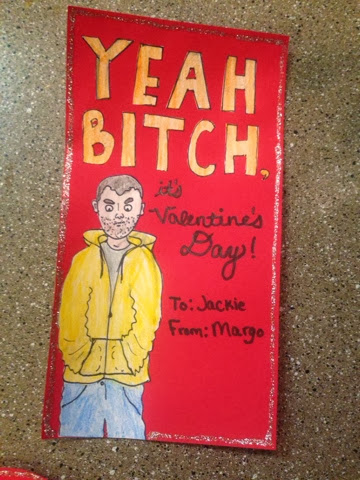 YEAH
BITCH,
it's
Valentine's
Day!
To: Jackie
From: Margo